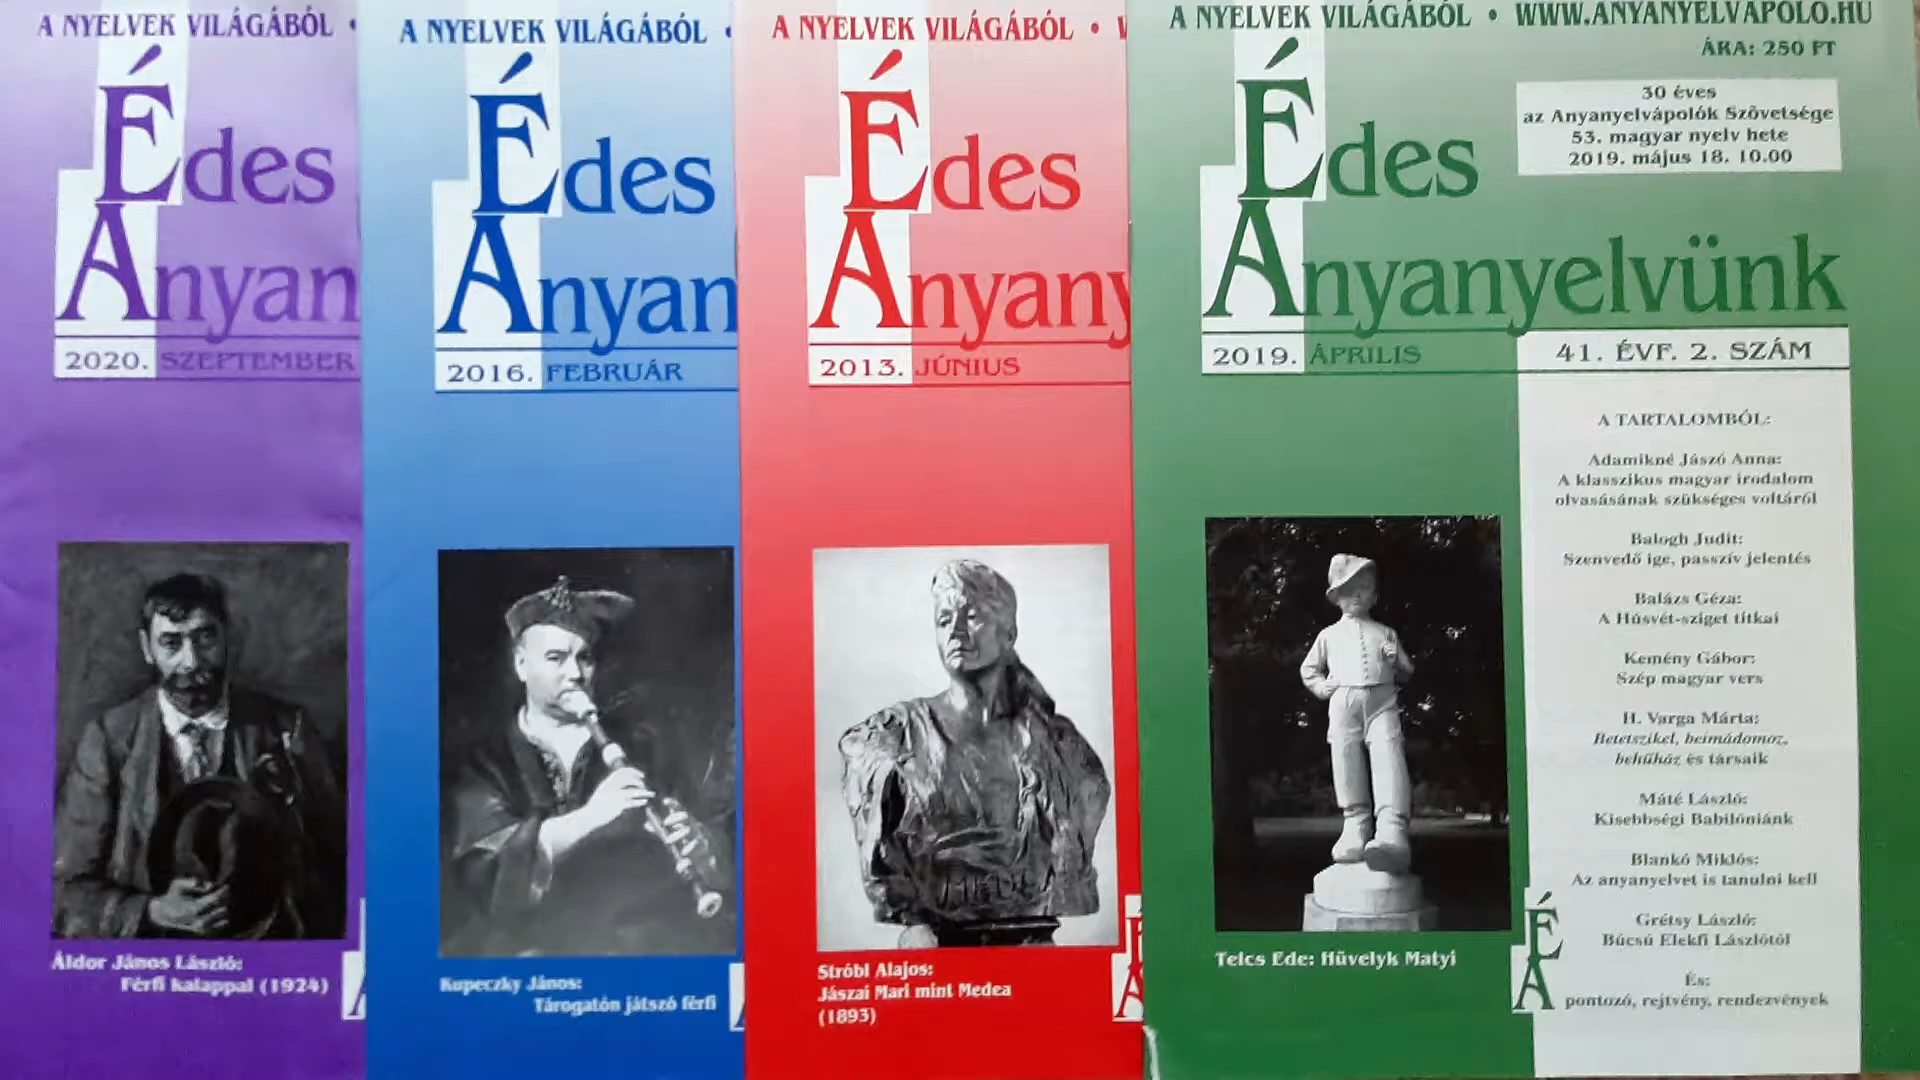 A NYELVEK VILÁGÁBÓL •
Édes
Anyan
2020. SZEPTEMBER
Áldor János László:
Férfi kalappal (1924)
A NYELVEK VILÁGÁBÓL •
Édes
Anyan
2016. FEBRUÁR
Kupeczky János:
Tárogatón játszó férfi
A NYELVEK VILÁGÁBÓL •
Édes
Anyany
2013. JÚNIUS
MEDEA
Stróbl Alajos:
Jászai Mari mint Medea
(1893)
ÉA
A NYELVEK VILÁGÁBÓL • WWW.ANYANYELVAPOLO.HU
ÁRA: 250 FT
30 éves
az Anyanyelvápolók Szövetsége
53. magyar nyelv hete
2019. május 18. 10.00
Édes
Anyanyelvünk
2019. ÁPRILIS
41. ÉVF. 2. SZÁM
Telcs Ede: Hüvelyk Matyi
A TARTALOMBÓL:
Adamikné Jászó Anna:
A klasszikus magyar irodalom
olvasásának szükséges voltáról
Balogh Judit:
Szenvedő ige, passzív jelentés
Balázs Géza:
A Húsvét-sziget titkai
Kemény Gábor:
Szép magyar vers
H. Varga Márta:
Betetszikel, beimádomoz,
behűház és társaik
Máté László:
Kisebbségi Babilóniánk
Blankó Miklós:
Az anyanyelvet is tanulni kell
Grétsy László:
Búcsú Elekfi Lászlótól
És:
pontozó, rejtvény, rendezvények
É
A